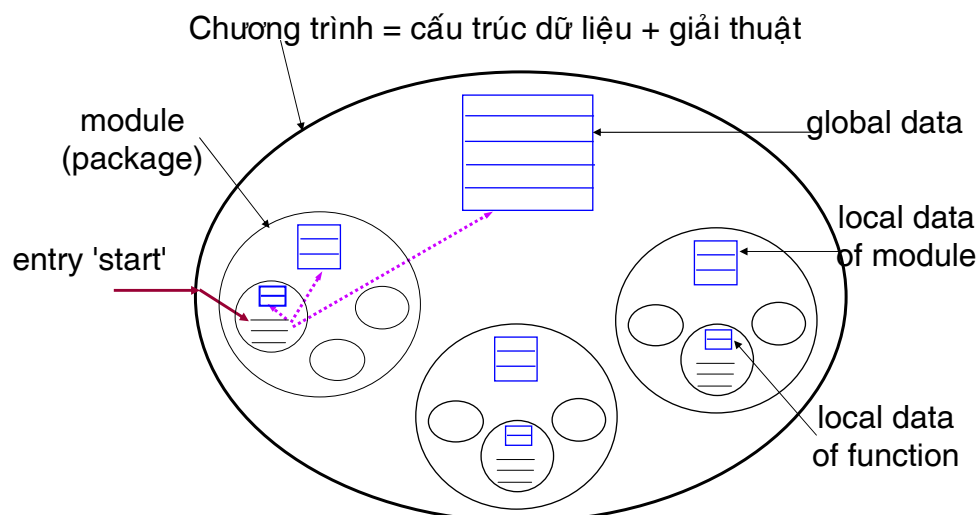 Chương trình = cấu trúc dữ liệu + giải thuật
module
(package)
global data
local data
of module
entry 'start'
local data
of function